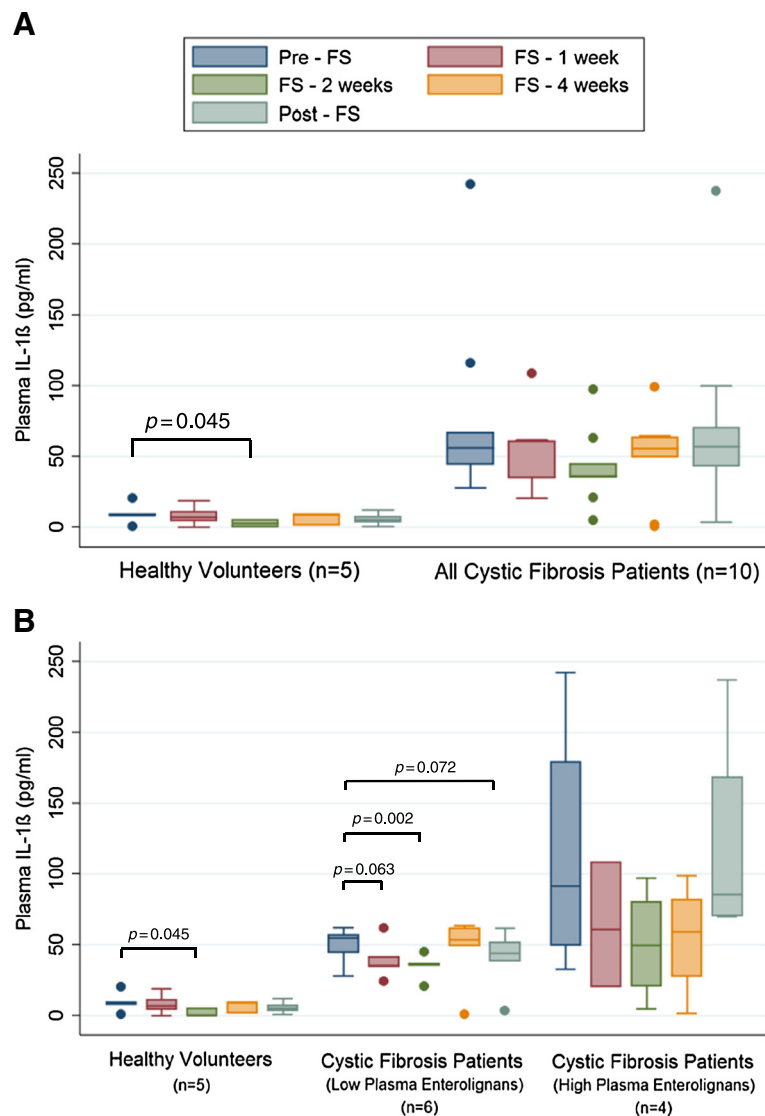 A
Pre - FS FS - 1 week
FS - 2 weeks FS - 4 weeks
Post - FS
Plasma IL-1ß (pg/ml)
250
200
150
100
50
0
p=0.045
Healthy Volunteers (n=5) All Cystic Fibrosis Patients (n=10)
B
Plasma IL-1ß (pg/ml)
250
200
150
100
50
0
p=0.072
p=0.002
p=0.063
p=0.045
Healthy Volunteers
(n=5)
Cystic Fibrosis Patients
(Low Plasma Enterolignans)
(n=6)
Cystic Fibrosis Patients
(High Plasma Enterolignans)
(n=4)